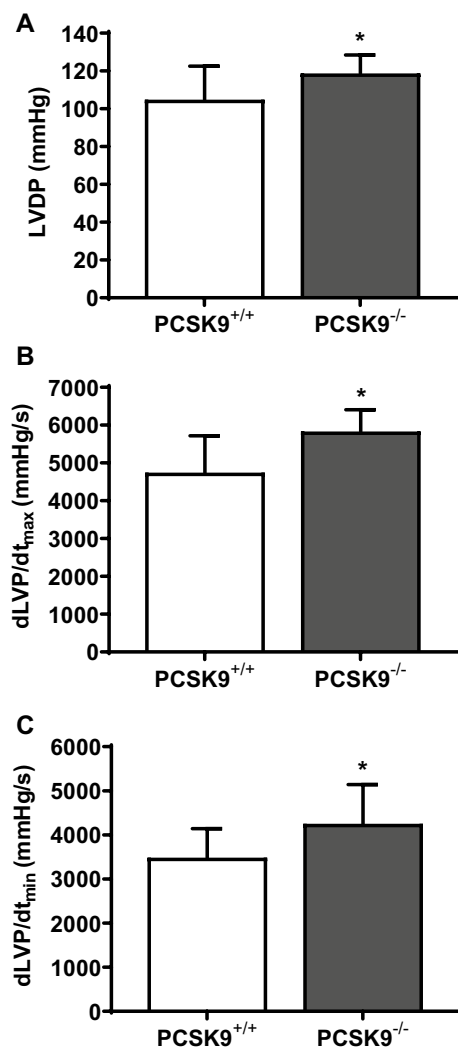 A
*
140
120
100
80
60
40
20
0
LVDP (mmHg)
PCSK9+/+ PCSK9-/-
B
*
7000
6000
5000
4000
3000
2000
1000
0
dLVP/dtmax (mmHg/s)
PCSK9+/+ PCSK9-/-
C
*
6000
5000
4000
3000
2000
1000
0
dLVP/dtmin (mmHg/s)
PCSK9+/+ PCSK9-/-